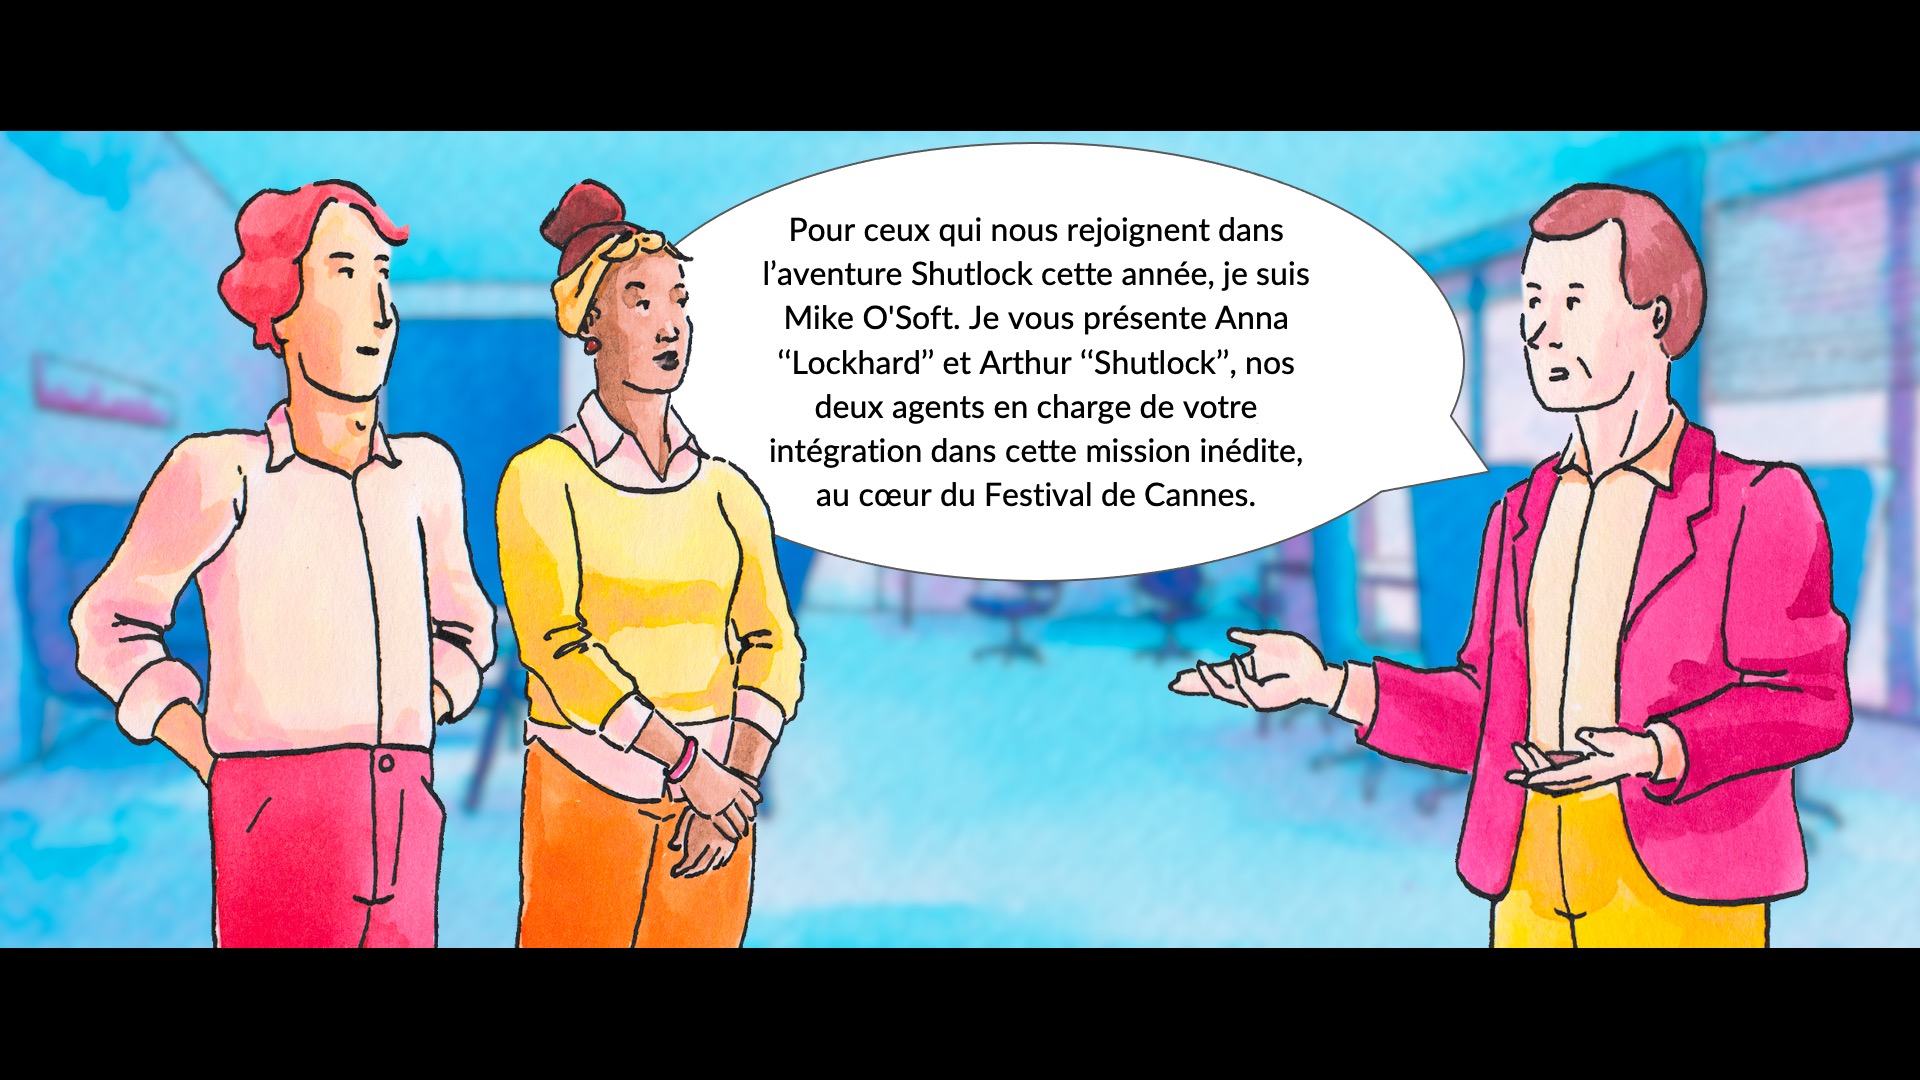 Pour ceux qui nous rejoignent dans
l’aventure Shutlock cette année, je suis
Mike O'Soft. Je vous présente Anna
“Lockhard” et Arthur “Shutlock”, nos
deux agents en charge de votre
intégration dans cette mission inédite,
au cœur du Festival de Cannes.